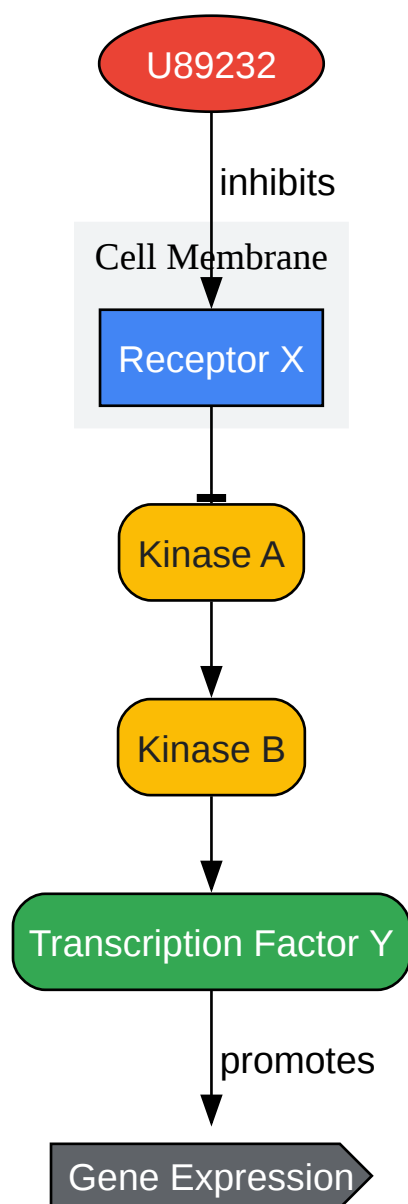 U89232
inhibits
Cell Membrane
Receptor X
Kinase A
Kinase B
Transcription Factor Y
promotes
Gene Expression